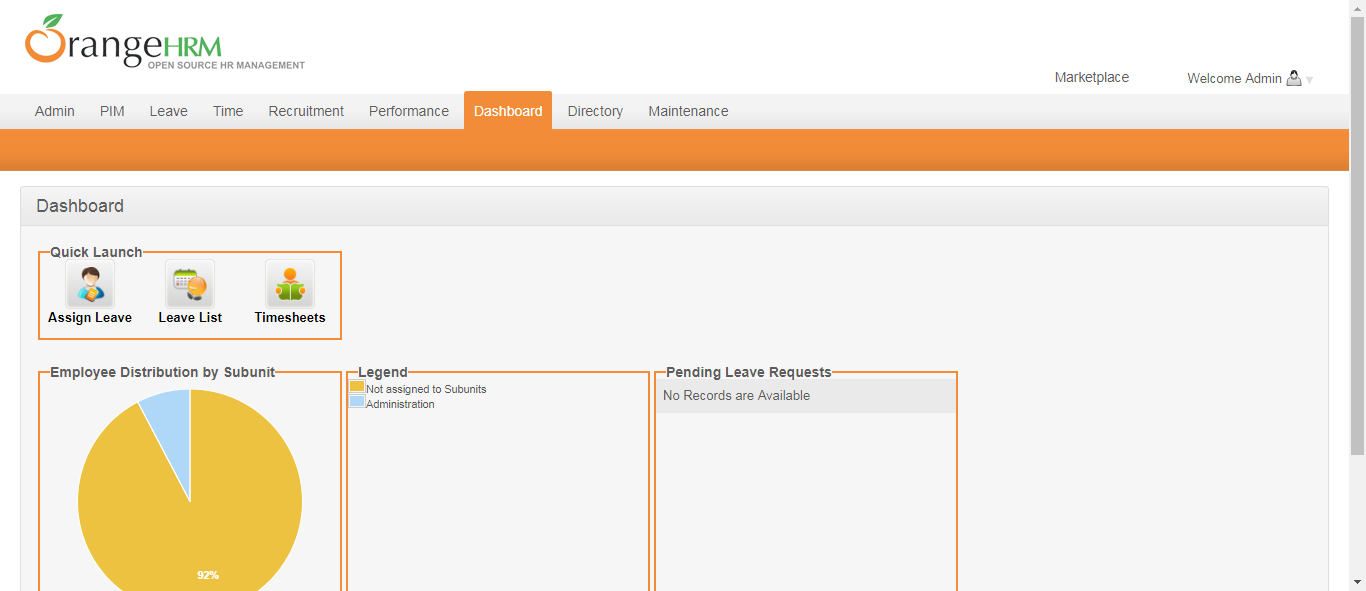 OrangeHRM
OPEN SOURCE HR MANAGEMENT
Marketplace
Welcome Admin
Admin PIM Leave Time Recruitment Performance Dashboard Directory Maintenance
Dashboard
Quick Launch
Assign Leave Leave List Timesheets
Employee Distribution by Subunit
92%
Legend
Not assigned to Subunits
Administration
Pending Leave Requests
No Records are Available